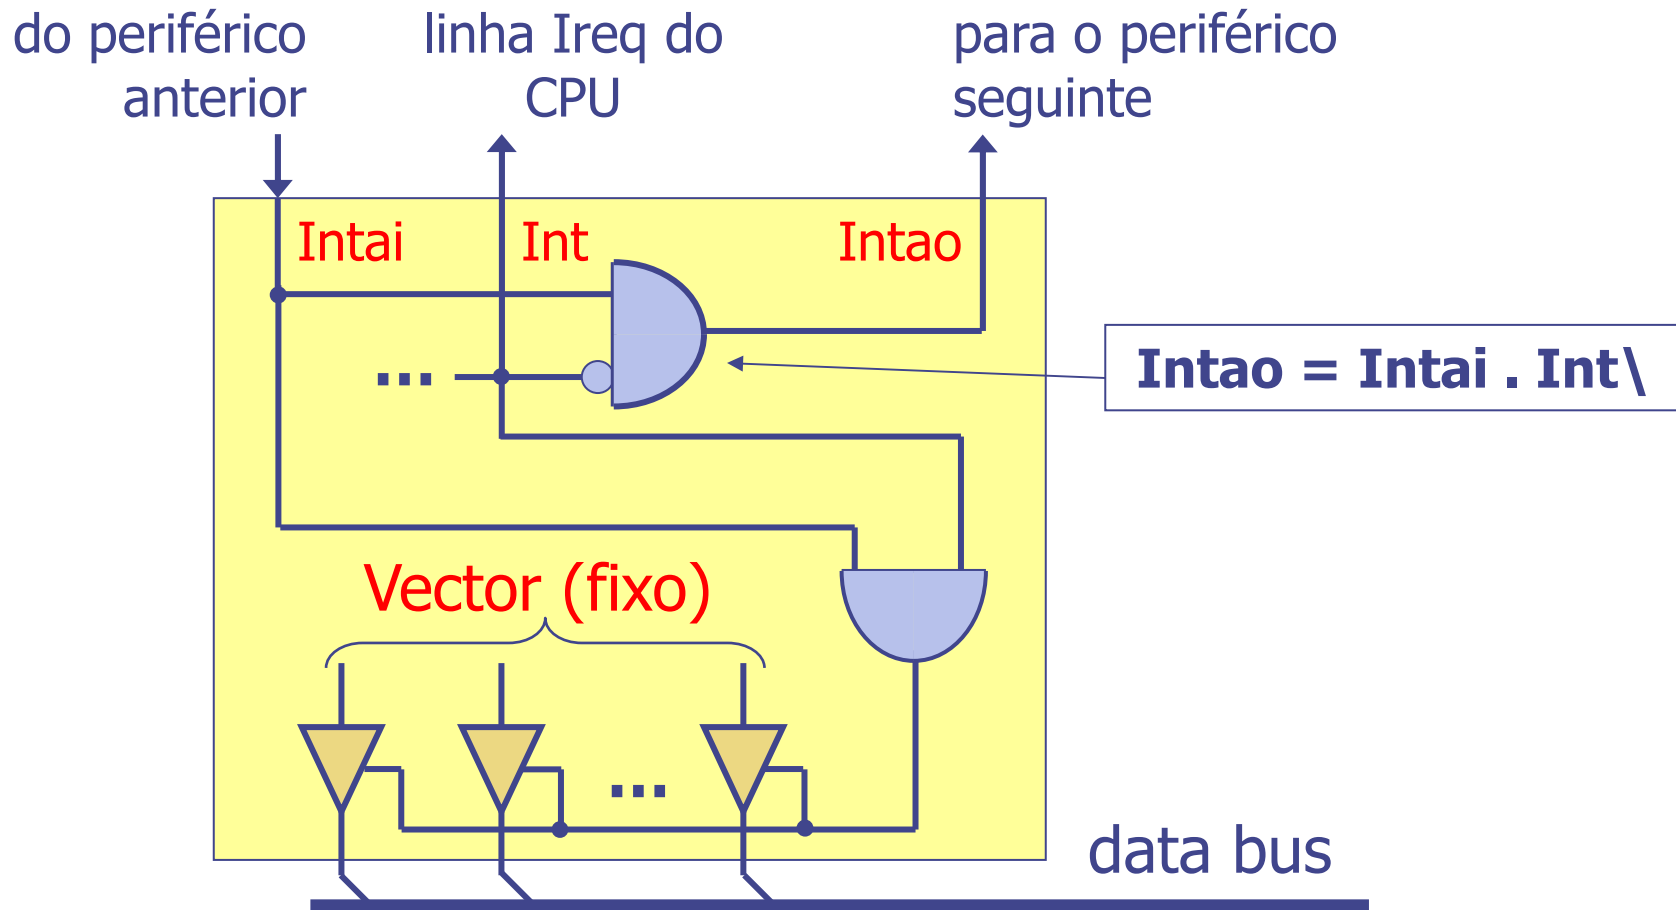 do periférico
anterior
linha Ireq do
CPU
para o periférico
seguinte
Intai
Int
Intao
...
Intao = Intai . Int\
Vector (fixo)
...
data bus